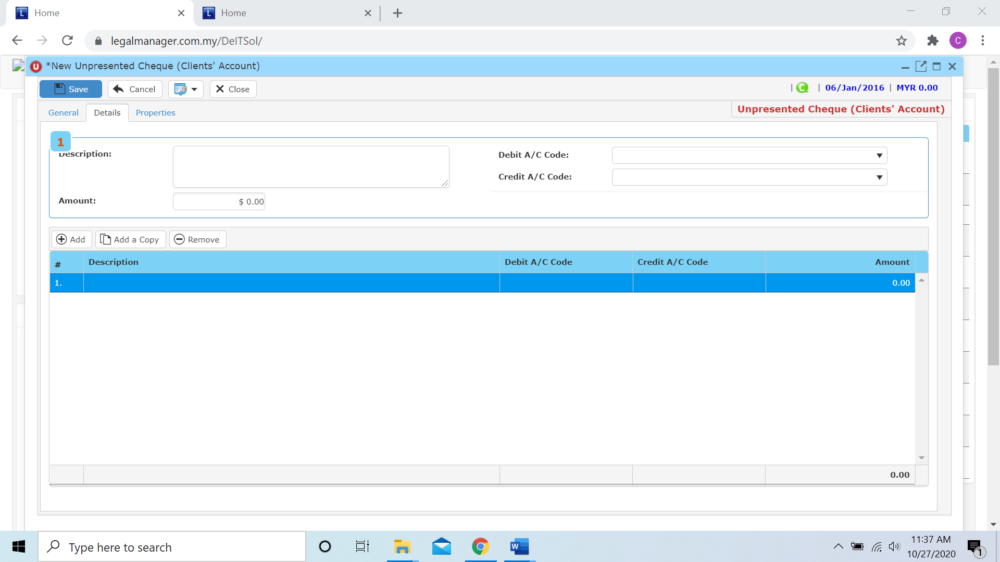 Home
Home
legalmanager.com.my/DeITSol/
*New Unpresented Cheque (Clients' Account)
Save
Cancel
Close
| | 06/Jan/2016 | MYR 0.00
General
Details
Properties
Unpresented Cheque (Clients' Account)
1
Description:
Debit A/C Code:
Credit A/C Code:
Amount:
$ 0.00
Add
Add a Copy
Remove
# Description Debit A/C Code Credit A/C Code Amount
1. 0.00
0.00
Type here to search
11:37 AM
10/27/2020
1